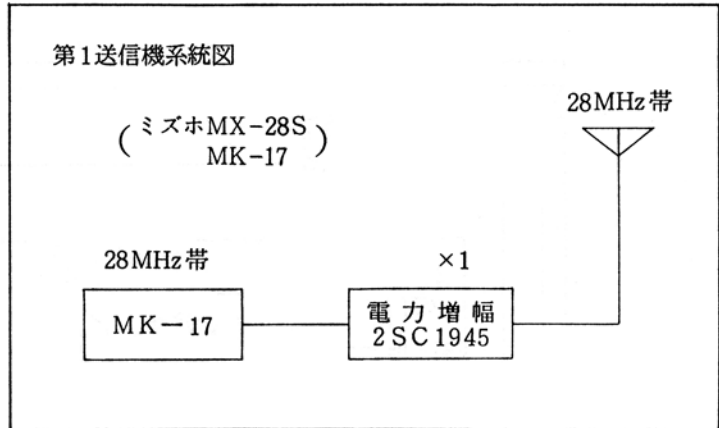 第1送信機系統図
(ミズホMX-28S
MK-17)
28MHz帯
28MHz帯
×1
MK-17
電力増幅
2SC1945